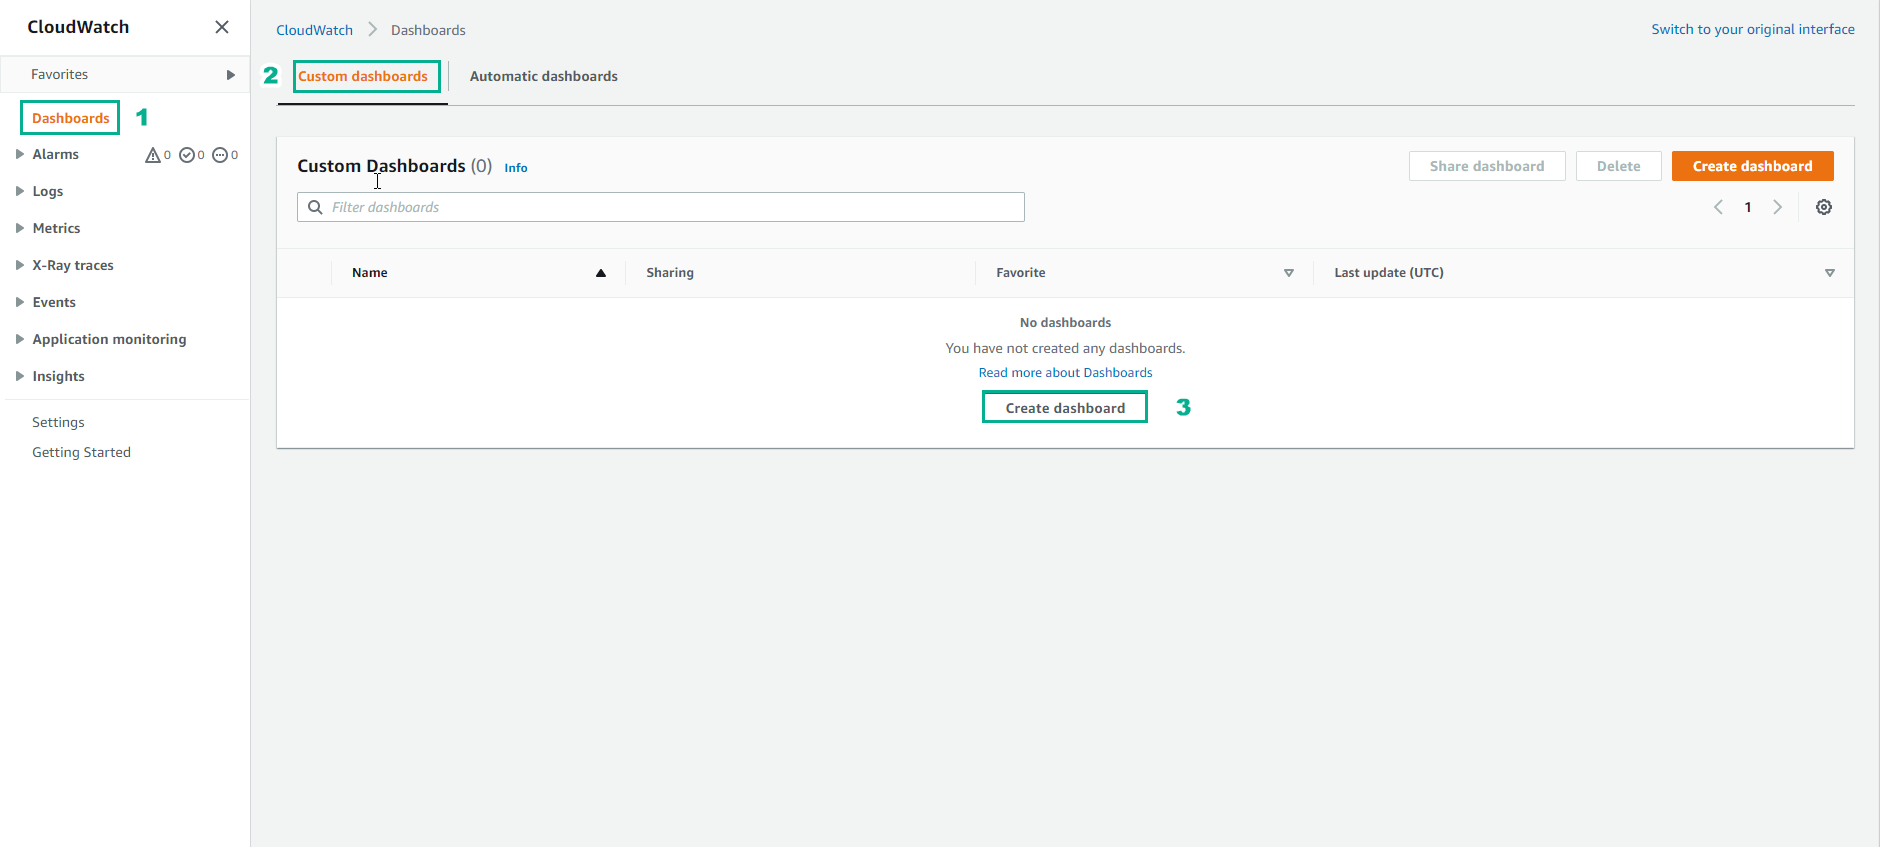 CloudWatch
Favorites
Dashboards 1
Alarms 0 0 0
Logs
Metrics
X-Ray traces
Events
Application monitoring
Insights
Settings
Getting Started
CloudWatch Dashboards
Switch to your original interface
2 Custom dashboards Automatic dashboards
Custom Dashboards (0) Info
Share dashboard Delete Create dashboard
Filter dashboards
1
Name Sharing Favorite Last update (UTC)
No dashboards
You have not created any dashboards.
Read more about Dashboards
Create dashboard 3